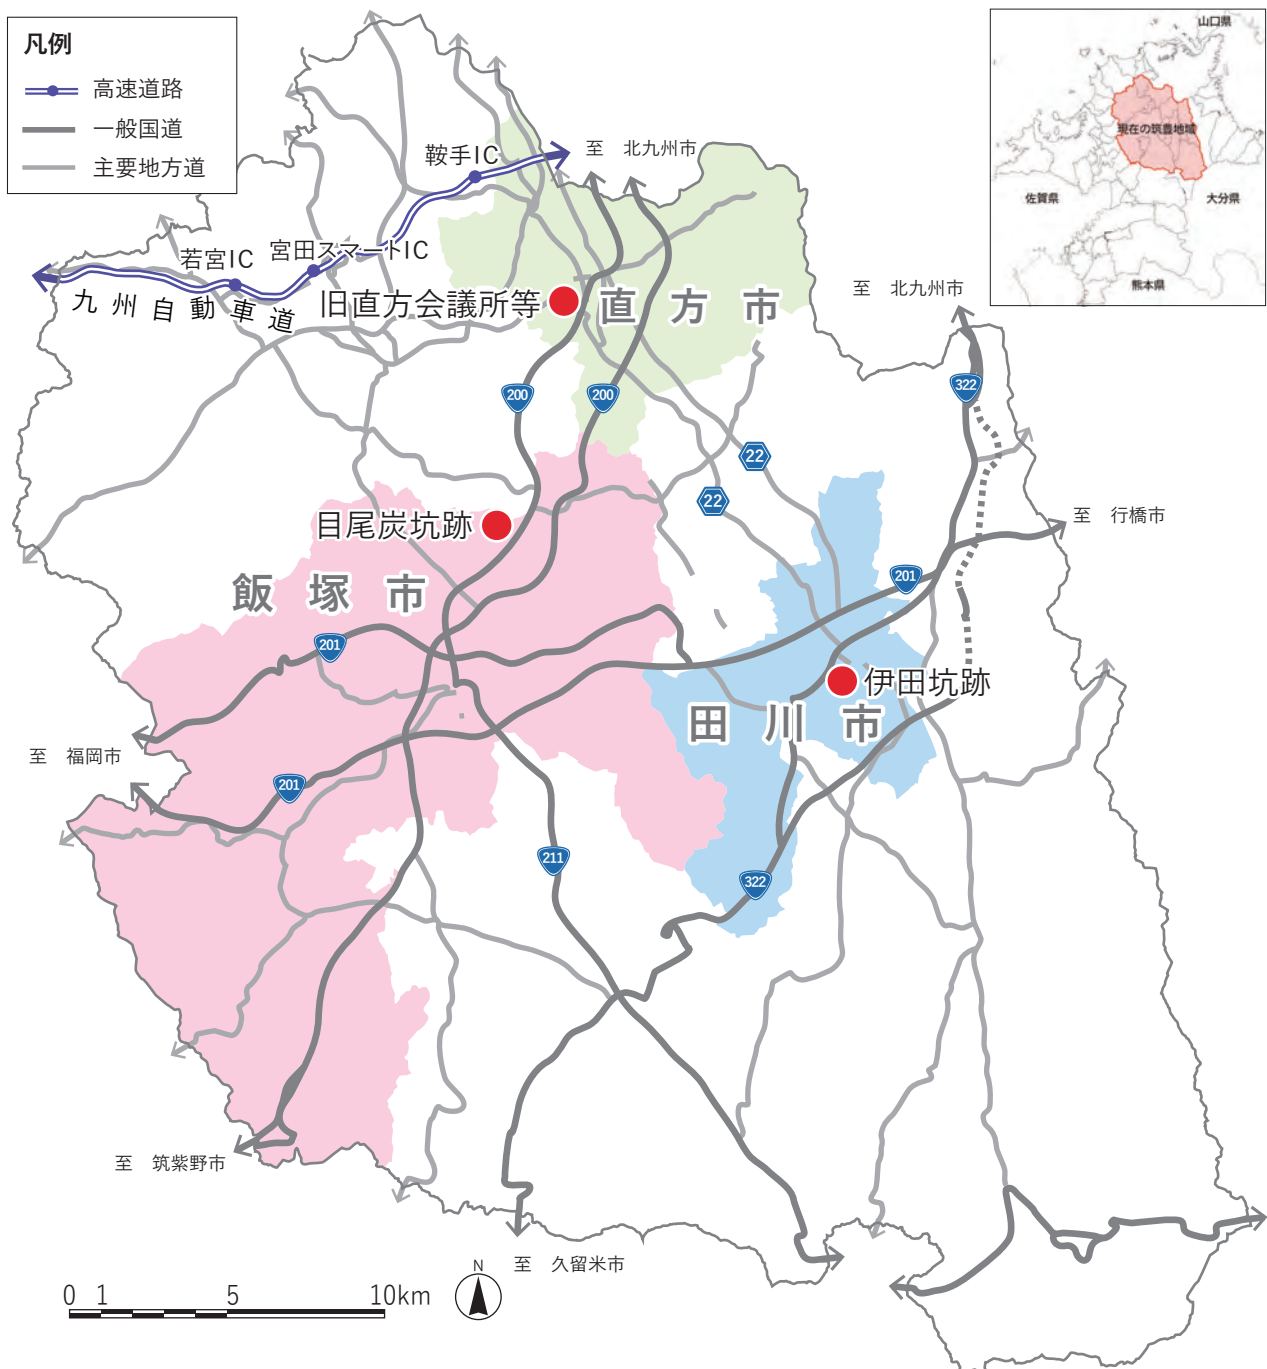 凡例
高速道路
一般国道
主要地方道
山口県
現在の筑豊地域
佐賀県
大分県
熊本県
鞍手IC
至 北九州市
若宮IC
宮田スマートIC
九州自動車道
旧直方会議所等
直方市
至 北九州市
322
200
200
22
22
目尾炭坑跡
至 行橋市
飯塚市
201
201
伊田坑跡
田川市
至 福岡市
201
211
322
至 筑紫野市
至 久留米市
N
0 1 5 10km